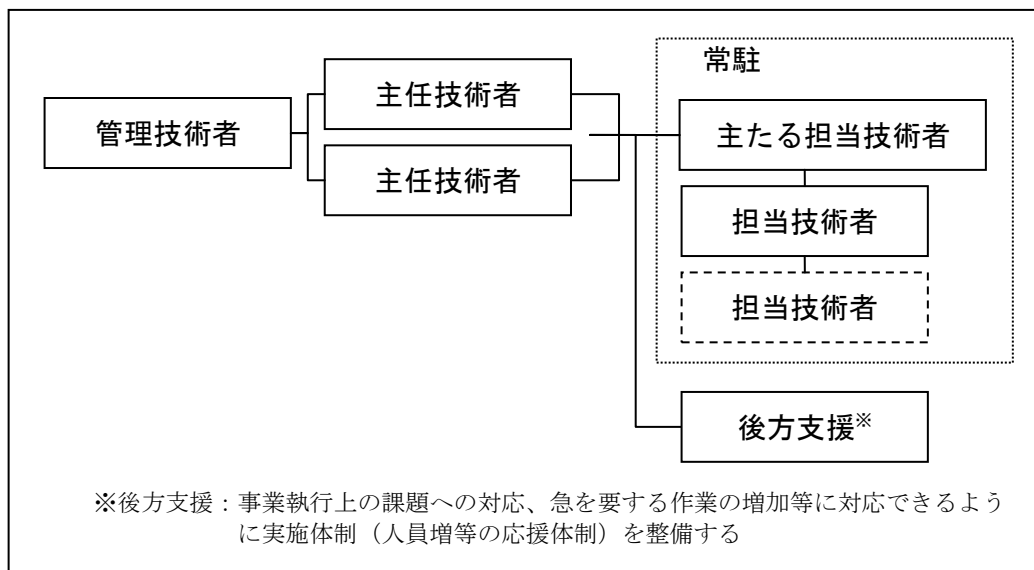 常駐
管理技術者
主任技術者
主任技術者
主たる担当技術者
担当技術者
担当技術者
後方支援※
※後方支援：事業執行上の課題への対応、急を要する作業の増加等に対応できるよう
に実施体制（人員増等の応援体制）を整備する